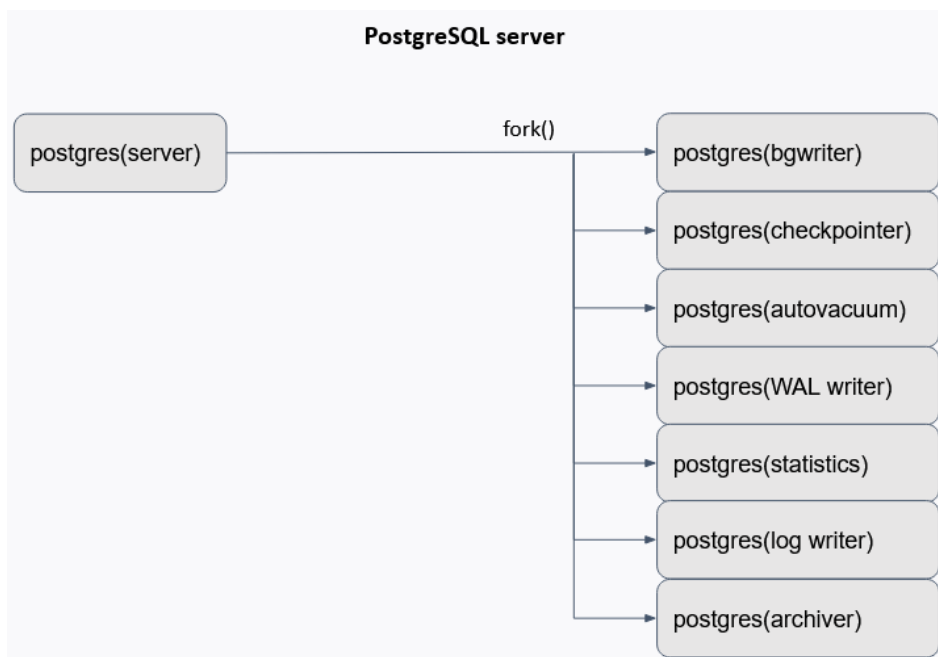 PostgreSQL server
postgres(server)
fork()
postgres(bgwriter)
postgres(checkpointer)
postgres(autovacuum)
postgres(WAL writer)
postgres(statistics)
postgres(log writer)
postgres(archiver)